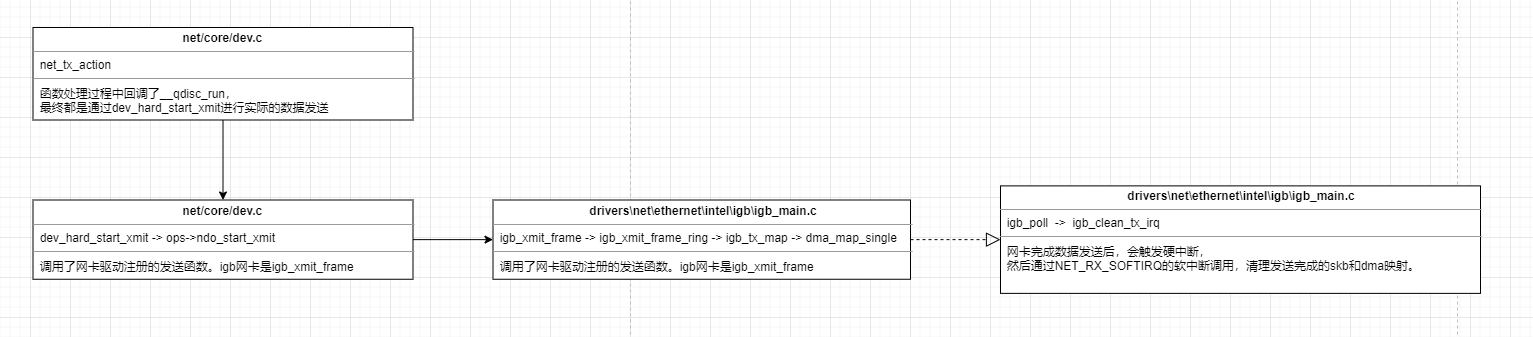 net/core/dev.c
net_tx_action
函数处理过程中回调了__qdisc_run，
最终都是通过dev_hard_start_xmit进行实际的数据发送
net/core/dev.c
dev_hard_start_xmit -> ops->ndo_start_xmit
调用了网卡驱动注册的发送函数。igb网卡是igb_xmit_frame
drivers\net\ethernet\intel\igb\igb_main.c
igb_xmit_frame -> igb_xmit_frame_ring -> igb_tx_map -> dma_map_single
调用了网卡驱动注册的发送函数。igb网卡是igb_xmit_frame
drivers\net\ethernet\intel\igb\igb_main.c
igb_poll -> igb_clean_tx_irq
网卡完成数据发送后，会触发硬中断，
然后通过NET_RX_SOFTIRQ的软中断调用，清理发送完成的skb和dma映射。